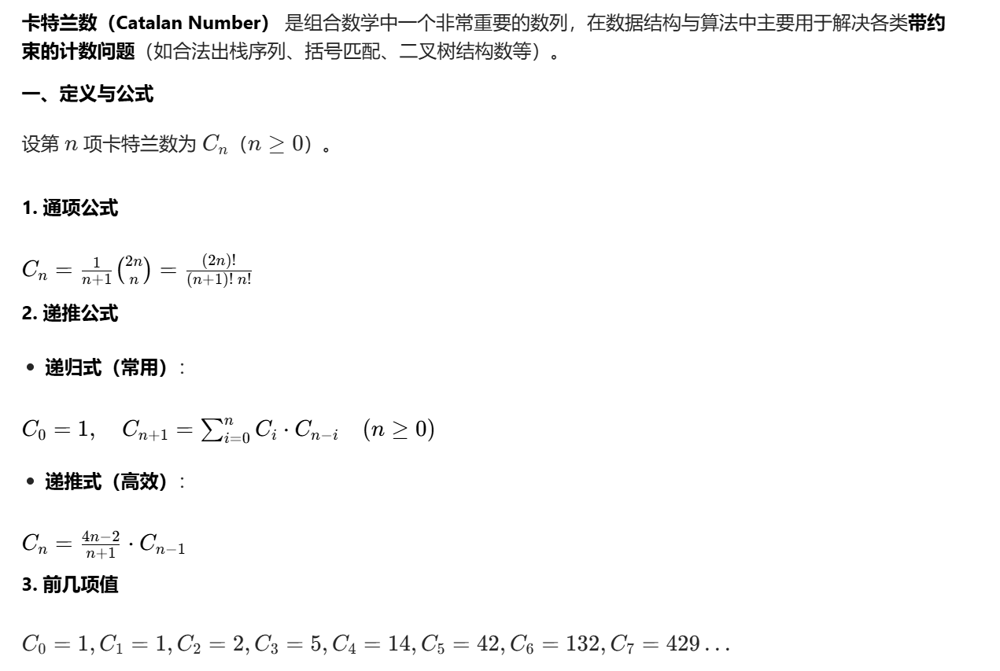 卡特兰数（Catalan Number） 是组合数学中一个非常重要的数列，在数据结构与算法中主要用于解决各类带约
束的计数问题（如合法出栈序列、括号匹配、二叉树结构数等）。
一、定义与公式
设第 n 项卡特兰数为 Cₙ（n ≥ 0）。
1. 通项公式
$C_n = \frac{1}{n+1}\binom{2n}{n} = \frac{(2n)!}{(n+1)!\,n!}$
2. 递推公式
• 递归式（常用）：
$C_0 = 1, \quad C_{n+1} = \sum_{i=0}^{n} C_i \cdot C_{n-i} \quad (n \geq 0)$
• 递推式（高效）：
$C_n = \frac{4n-2}{n+1} \cdot C_{n-1}$
3. 前几项值
$C_0 = 1, C_1 = 1, C_2 = 2, C_3 = 5, C_4 = 14, C_5 = 42, C_6 = 132, C_7 = 429 \ldots$